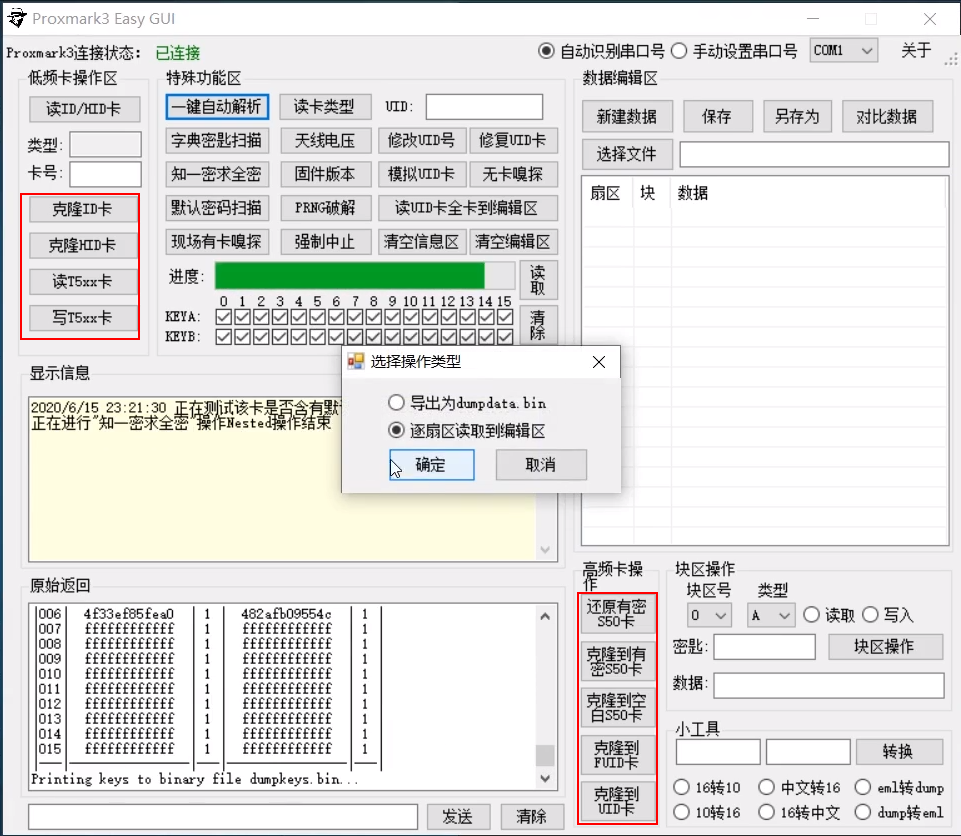 Proxmark3 Easy GUI
Proxmark3连接状态: 已连接
自动识别串口号 手动设置串口号 COM1 关于
低频卡操作区
读ID/HID卡
类型:
卡号:
克隆ID卡
克隆HID卡
读T5xx卡
写T5xx卡
特殊功能区
一键自动解析 读卡类型 UID:
字典密匙扫描 天线电压 修改UID号 修复UID卡
知一密求全密 固件版本 模拟UID卡 无卡嗅探
默认密码扫描 PRNG破解 读UID卡全卡到编辑区
现场有卡嗅探 强制中止 清空信息区 清空编辑区
进度: 读取
0 1 2 3 4 5 6 7 8 9 10 11 12 13 14 15
KEYA: 清除
KEYB:
数据编辑区
新建数据 保存 另存为 对比数据
选择文件
扇区 块 数据
选择操作类型
导出为dumpdata.bin
逐扇区读取到编辑区
确定 取消
显示信息
2020/6/15 23:21:30 正在测试该卡是否含有默
正在进行"知一密求全密"操作Nested操作结束
原始返回
|006| 4f33ef85fea0 | 1 | 482afb09554c | 1 |
|007| ffffffffffff | 1 | ffffffffffff | 1 |
|008| ffffffffffff | 1 | ffffffffffff | 1 |
|009| ffffffffffff | 1 | ffffffffffff | 1 |
|010| ffffffffffff | 1 | ffffffffffff | 1 |
|011| ffffffffffff | 1 | ffffffffffff | 1 |
|012| ffffffffffff | 1 | ffffffffffff | 1 |
|013| ffffffffffff | 1 | ffffffffffff | 1 |
|014| ffffffffffff | 1 | ffffffffffff | 1 |
|015| ffffffffffff | 1 | ffffffffffff | 1 |
Printing keys to binary file dumpkeys.bin...
发送 清除
高频卡操
作
还原有密
S50卡
克隆到有
密S50卡
克隆到空
白S50卡
克隆到
FUID卡
克隆到
UID卡
块区操作
块区号 类型
0 A 读取 写入
密匙: 块区操作
数据:
小工具
转换
16转10 中文转16 eml转dump
10转16 16转中文 dump转eml